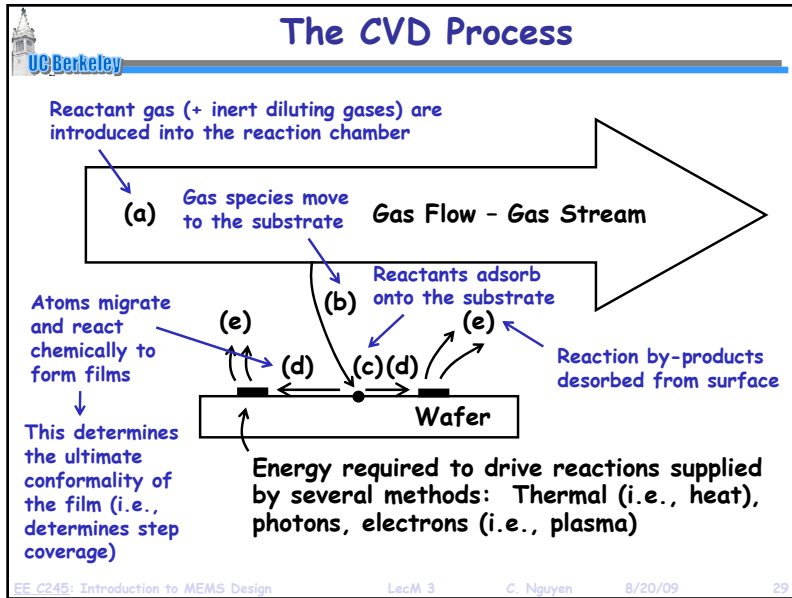 The CVD Process
UC Berkeley
Reactant gas (+ inert diluting gases) are
introduced into the reaction chamber
(a)
Gas species move
to the substrate
Gas Flow – Gas Stream
(b)
Reactants adsorb
onto the substrate
Atoms migrate
and react
chemically to
form films
(e)
(d)
(c)
(d)
(e)
Reaction by-products
desorbed from surface
Wafer
This determines
the ultimate
conformality of
the film (i.e.,
determines step
coverage)
Energy required to drive reactions supplied
by several methods: Thermal (i.e., heat),
photons, electrons (i.e., plasma)
EE C245: Introduction to MEMS Design LecM 3 C. Nguyen 8/20/09 29